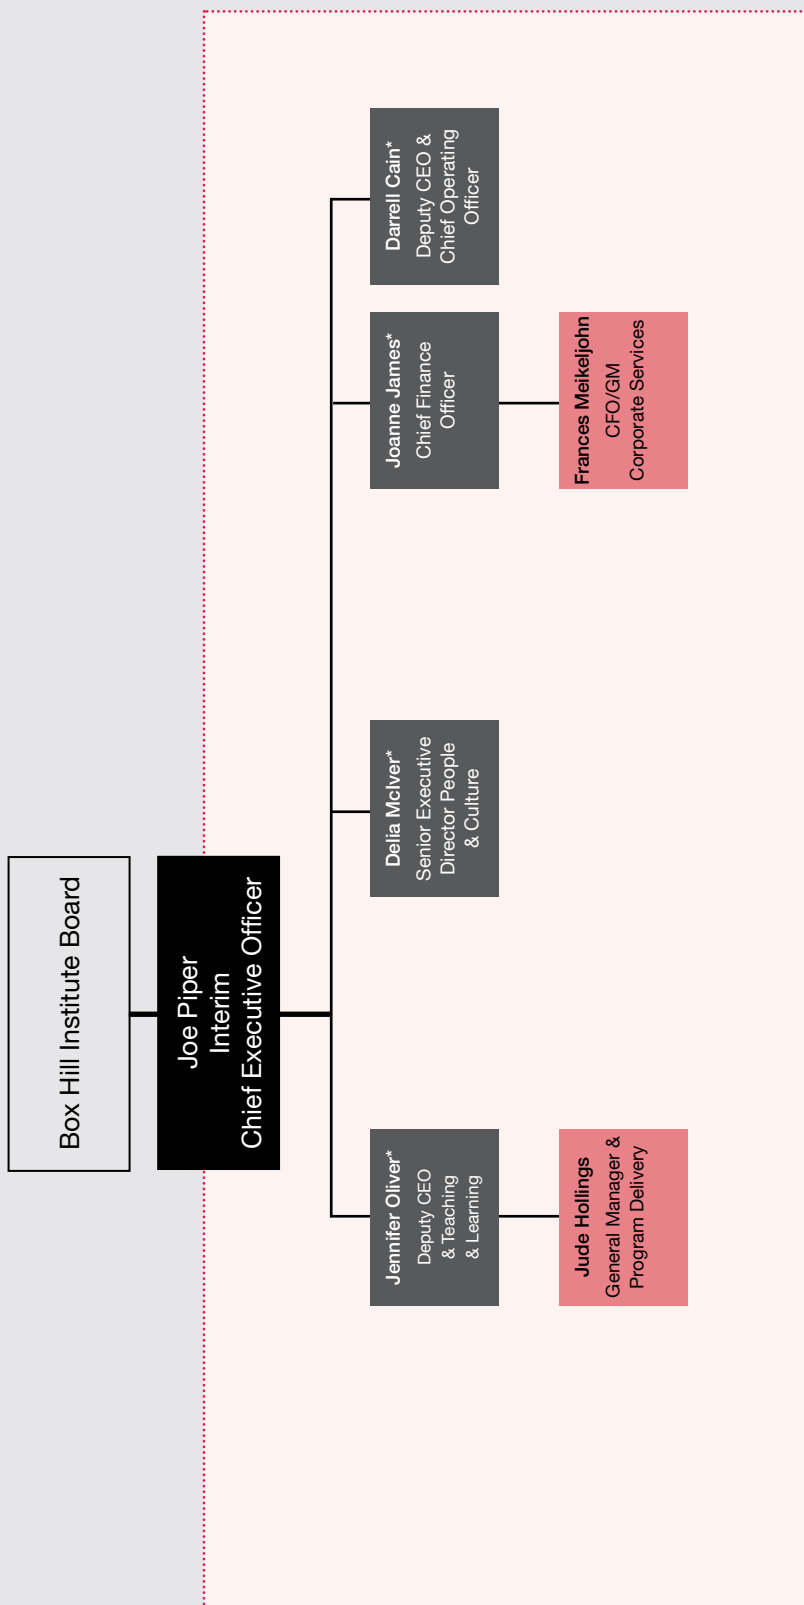 Box Hill Institute Board
Joe Piper
Interim
Chief Executive Officer
Jennifer Oliver*
Deputy CEO
& Teaching
& Learning
Delia McIver*
Senior Executive
Director People
& Culture
Joanne James*
Chief Finance
Officer
Darrell Cain*
Deputy CEO &
Chief Operating
Officer
Jude Hollings
General Manager &
Program Delivery
Frances Meikeljohn
CFO/GM
Corporate Services